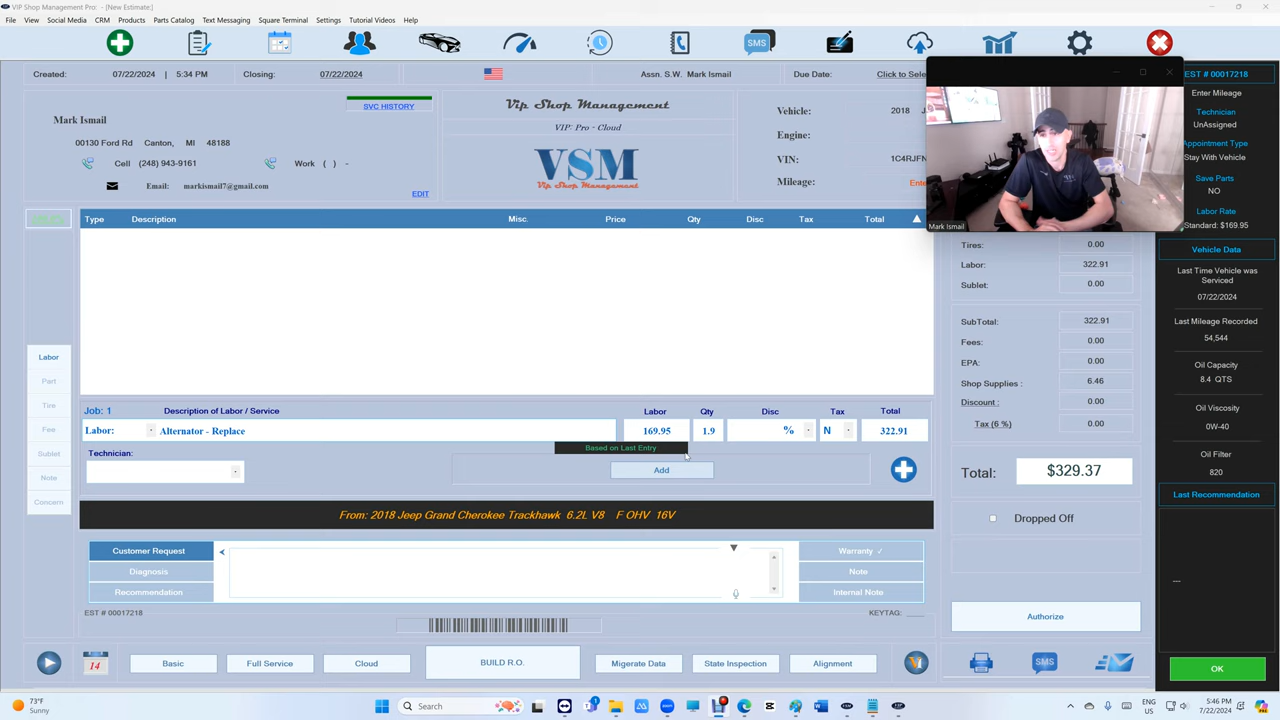 VIP Shop Management Pro: - [New Estimate:]
File View Social Media CRM Products Parts Catalog Text Messaging Square Terminal Settings Tutorial Videos Help
SMS
Created: 07/22/2024 | 5:34 PM Closing: 07/22/2024 Assn. S.W. Mark Ismail Due Date: Click to Selec
EST # 00017218
Enter Mileage
Technician
UnAssigned
Appointment Type
Stay With Vehicle
Save Parts
NO
Labor Rate
Standard: $169.95
SVC HISTORY
Mark Ismail
00130 Ford Rd Canton, MI 48188
Cell (248) 943-9161 Work ( ) -
Email: markismail7@gmail.com
EDIT
Vip Shop Management
VIP - Pro - Cloud
VSM
Vip Shop Management
Vehicle: 2018 J
Engine:
VIN: 1C4RJFN
Mileage: Enter
Mark Ismail
Type Description Misc. Price Qty Disc Tax Total
Labor
Part
Tire
Fee
Sublet
Note
Concern
Job: 1 Description of Labor / Service Labor Qty Disc Tax Total
Labor: Alternator - Replace 169.95 1.9 % N 322.91
Based on Last Entry
Technician:
Add
From: 2018 Jeep Grand Cherokee Trackhawk 6.2L V8 F OHV 16V
Customer Request
Diagnosis
Recommendation
Warranty ✓
Note
Internal Note
EST # 00017218
KEYTAG: ____
14
Basic Full Service Cloud BUILD R.O. Migerate Data State Inspection Alignment
Tires: 0.00
Labor: 322.91
Sublet: 0.00
SubTotal: 322.91
Fees: 0.00
EPA: 0.00
Shop Supplies : 6.46
Discount : 0.00
Tax (6 %) 0.00
Total: $329.37
Dropped Off
Authorize
SMS
Vehicle Data
Last Time Vehicle was
Serviced
07/22/2024
Last Mileage Recorded
54,544
Oil Capacity
8.4 QTS
Oil Viscosity
0W-40
Oil Filter
820
Last Recommendation
---
OK
73°F
Sunny
Search
ENG
US
5:46 PM
7/22/2024